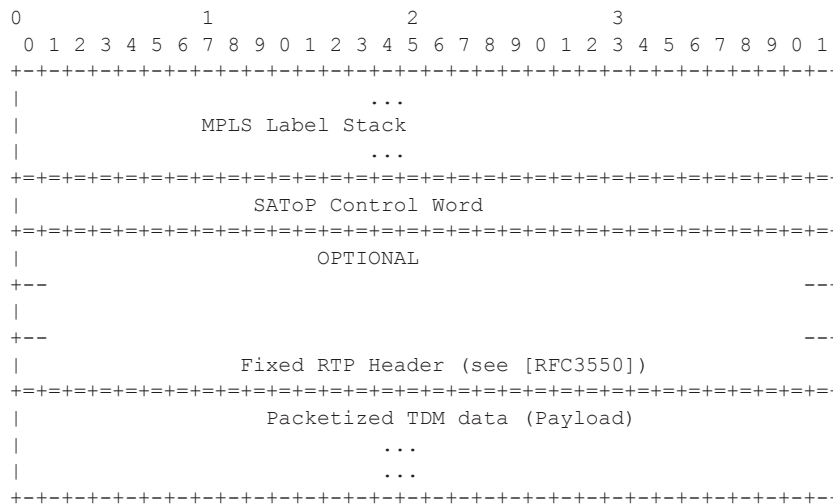 0                   1                   2                   3
 0 1 2 3 4 5 6 7 8 9 0 1 2 3 4 5 6 7 8 9 0 1 2 3 4 5 6 7 8 9 0 1
+-+-+-+-+-+-+-+-+-+-+-+-+-+-+-+-+-+-+-+-+-+-+-+-+-+-+-+-+-+-+-+-
|                           ...
|              MPLS Label Stack
|                           ...
+=+=+=+=+=+=+=+=+=+=+=+=+=+=+=+=+=+=+=+=+=+=+=+=+=+=+=+=+=+=+=+=
|                  SAToP Control Word
+=+=+=+=+=+=+=+=+=+=+=+=+=+=+=+=+=+=+=+=+=+=+=+=+=+=+=+=+=+=+=+=
|                       OPTIONAL
+--                                                           --
|
+--                                                           --
|                 Fixed RTP Header (see [RFC3550])
+=+=+=+=+=+=+=+=+=+=+=+=+=+=+=+=+=+=+=+=+=+=+=+=+=+=+=+=+=+=+=+=
|                   Packetized TDM data (Payload)
|                            ...
|                            ...
+-+-+-+-+-+-+-+-+-+-+-+-+-+-+-+-+-+-+-+-+-+-+-+-+-+-+-+-+-+-+-+-